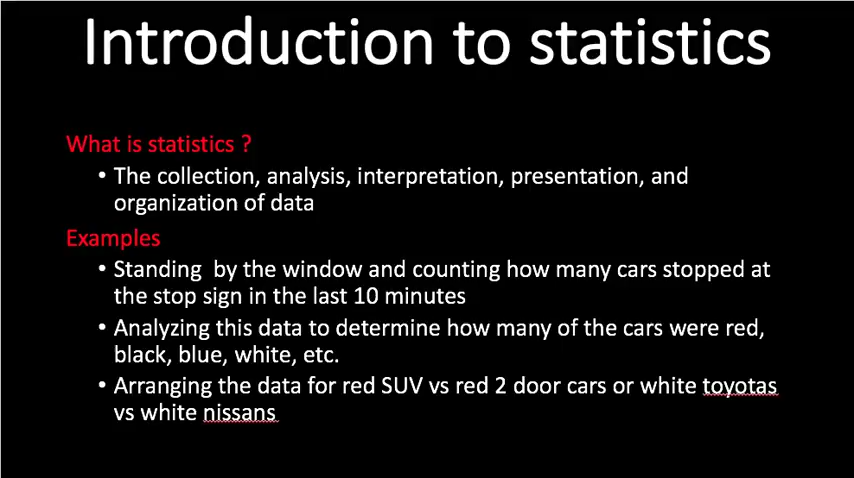 Introduction to statistics
What is statistics ?
• The collection, analysis, interpretation, presentation, and
organization of data
Examples
• Standing  by the window and counting how many cars stopped at
the stop sign in the last 10 minutes
• Analyzing this data to determine how many of the cars were red,
black, blue, white, etc.
• Arranging the data for red SUV vs red 2 door cars or white toyotas
vs white nissans